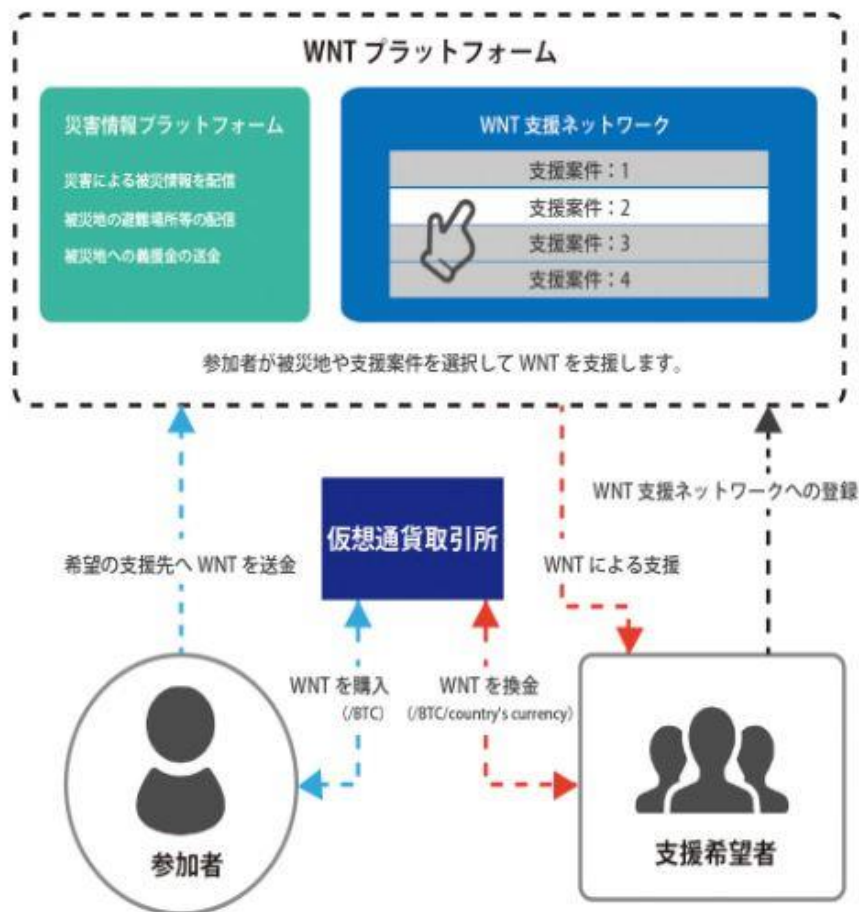 WNT プラットフォーム
災害情報プラットフォーム
災害による被災情報を配信
被災地の避難場所等の配信
被災地への義援金の送金
WNT 支援ネットワーク
支援案件：1
支援案件：2
支援案件：3
支援案件：4
参加者が被災地や支援案件を選択して WNT を支援します。
WNT 支援ネットワークへの登録
仮想通貨取引所
希望の支援先へ WNT を送金
WNT による支援
WNT を購入
（/BTC）
WNT を換金
（/BTC/country's currency）
参加者
支援希望者